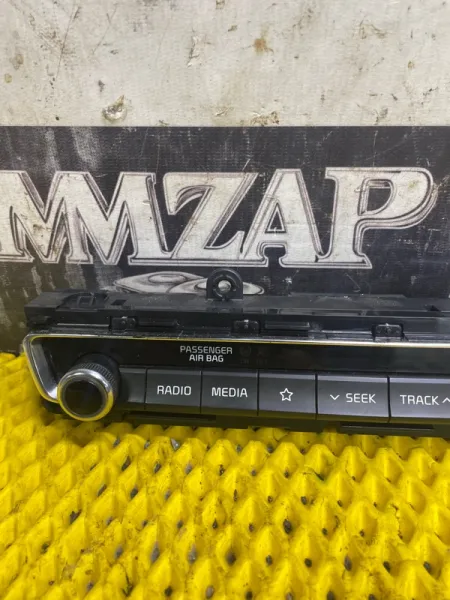 MMZAP
PASSENGER
AIR BAG
RADIO MEDIA ☆ ∨ SEEK TRACK ∧